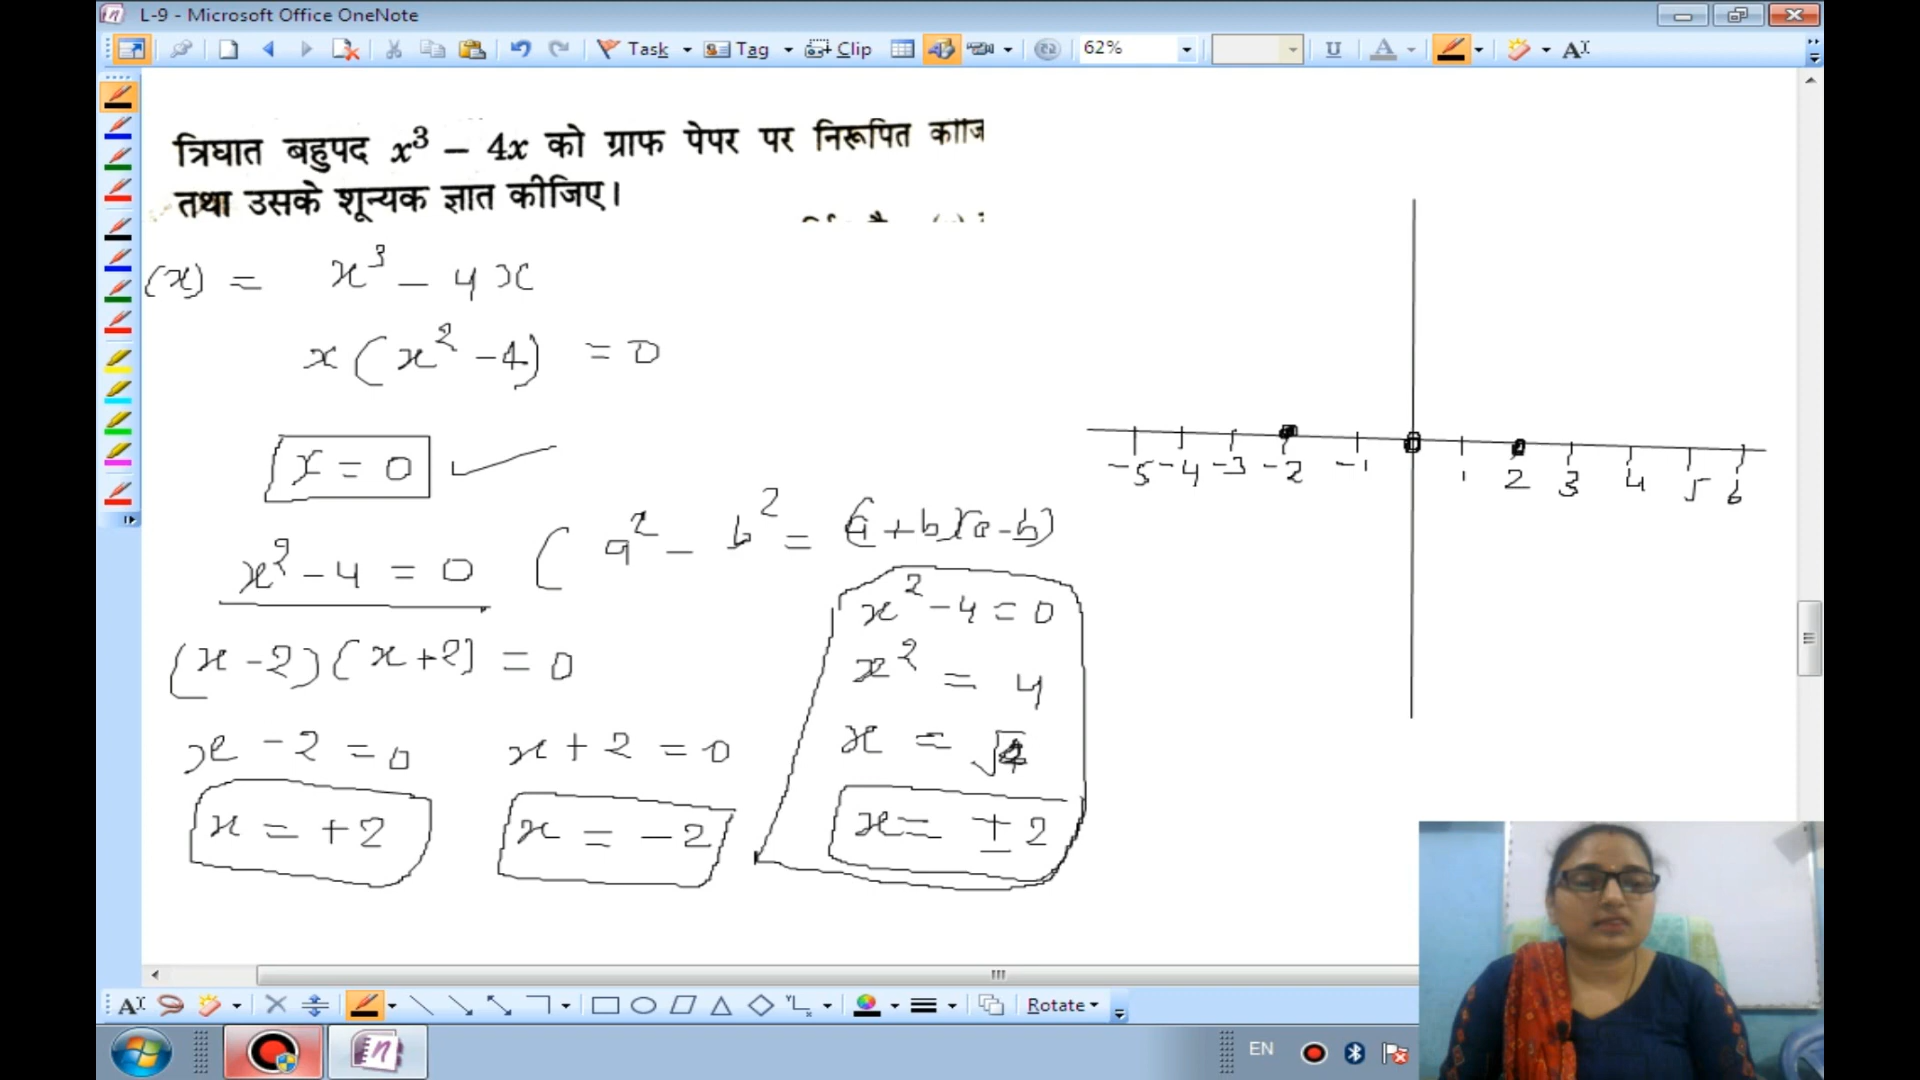 L-9 - Microsoft Office OneNote
Task Tag Clip 62% U A A
त्रिघात बहुपद x³ − 4x को ग्राफ पेपर पर निरूपित
तथा उसके शून्यक ज्ञात कीजिए।
(x) = x³ − 4x
x(x² − 4) = 0
x = 0
x² − 4 = 0 ( a² − b² = (a + b)(a − b)
(x − 2)(x + 2) = 0
x − 2 = 0 x + 2 = 0
x = +2 x = −2
x² − 4 = 0
x² = 4
x = √4
x = ±2
−5 −4 −3 −2 −1 0 1 2 3 4 5 6
A Rotate
EN